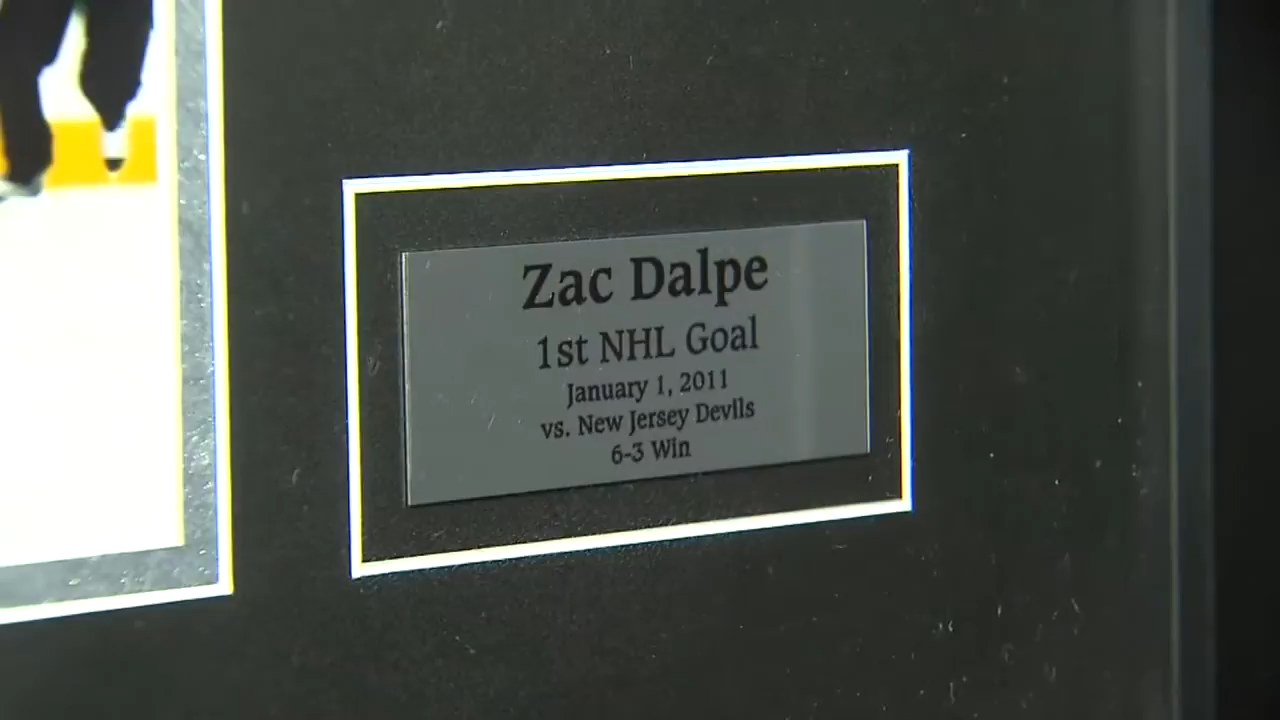 Zac Dalpe
1st NHL Goal
January 1, 2011
vs. New Jersey Devils
6-3 Win